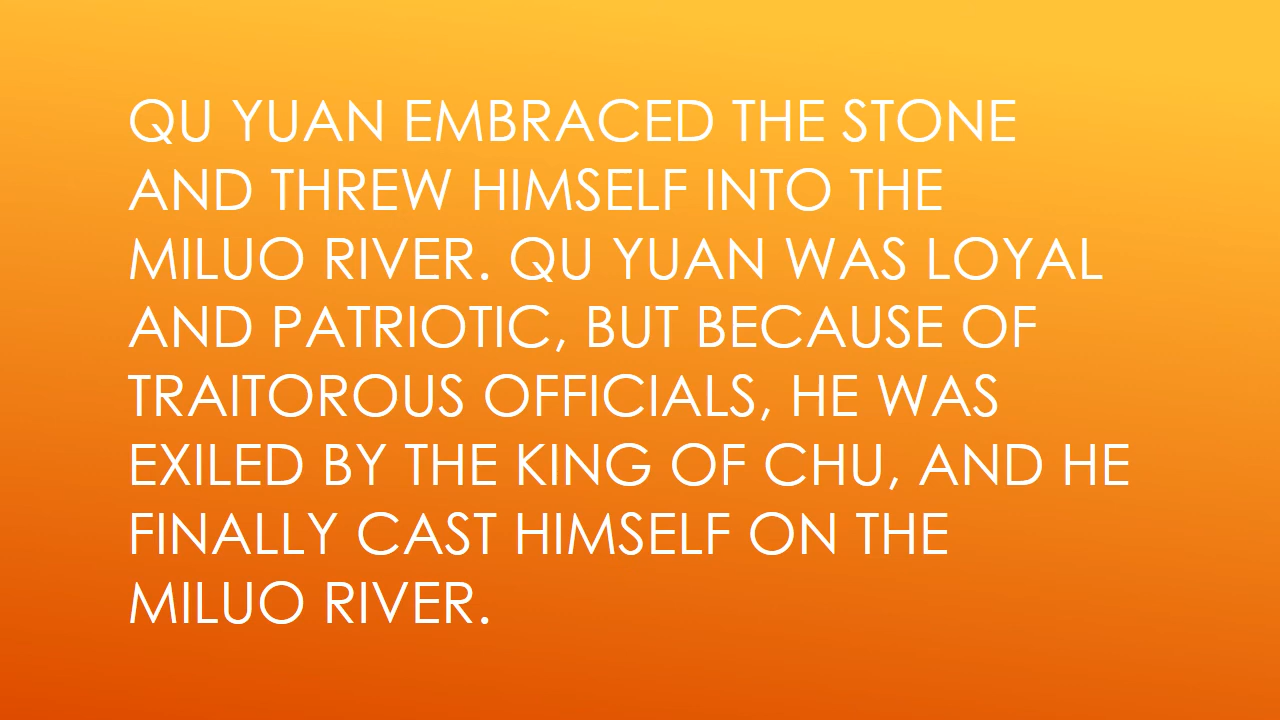 QU YUAN EMBRACED THE STONE
AND THREW HIMSELF INTO THE
MILUO RIVER. QU YUAN WAS LOYAL
AND PATRIOTIC, BUT BECAUSE OF
TRAITOROUS OFFICIALS, HE WAS
EXILED BY THE KING OF CHU, AND HE
FINALLY CAST HIMSELF ON THE
MILUO RIVER.